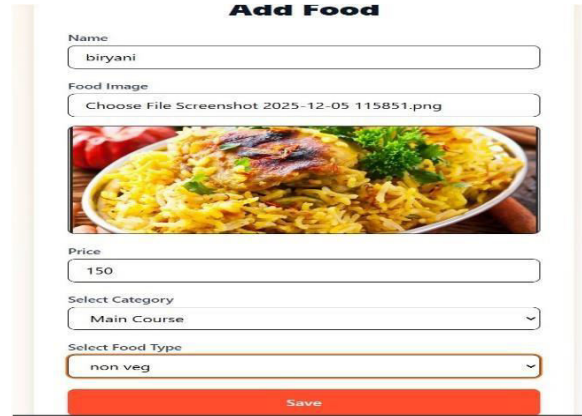 Add Food
Name
biryani
Food Image
Choose File Screenshot 2025-12-05 115851.png
Price
150
Select Category
Main Course
Select Food Type
non veg
Save